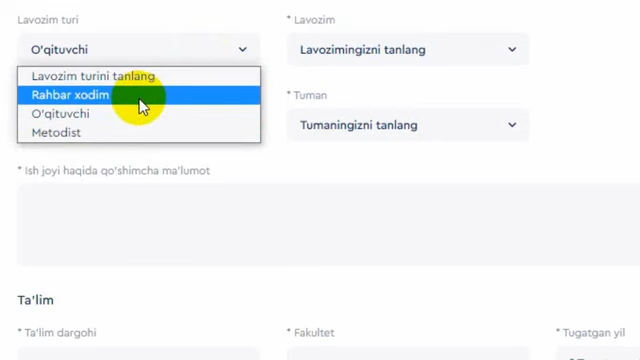 Lavozim turi
* Lavozim
O'qituvchi
Lavozimingizni tanlang
Lavozim turini tanlang
Rahbar xodim
O'qituvchi
Metodist
* Tuman
Tumaningizni tanlang
* Ish joyi haqida qo'shimcha ma'lumot
Ta'lim
* Ta'lim dargohi
* Fakultet
* Tugatgan yil